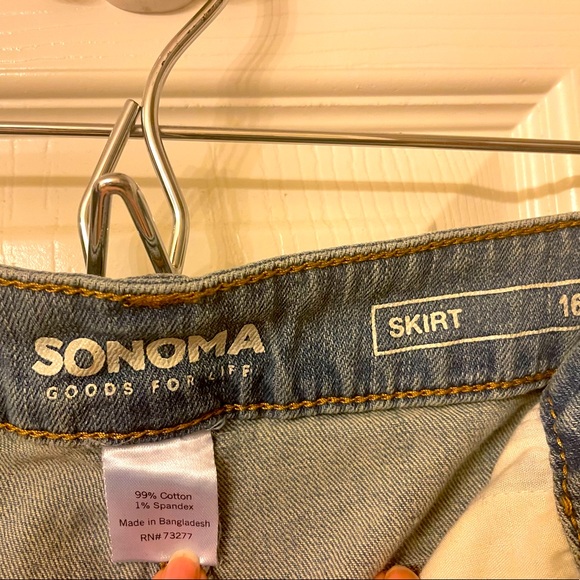 SONOMA
GOODS FOR LIFE
SKIRT 16
99% Cotton
1% Spandex
Made in Bangladesh
RN# 73277